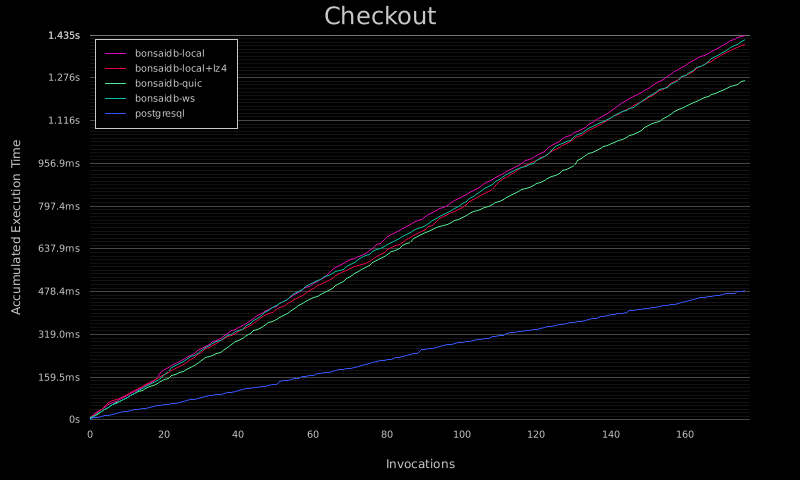 Checkout
1.435s
1.276s
1.116s
956.9ms
797.4ms
637.9ms
478.4ms
319.0ms
159.5ms
0s
bonsaidb-local
bonsaidb-local+lz4
bonsaidb-quic
bonsaidb-ws
postgresql
Accumulated Execution Time
0 20 40 60 80 100 120 140 160
Invocations